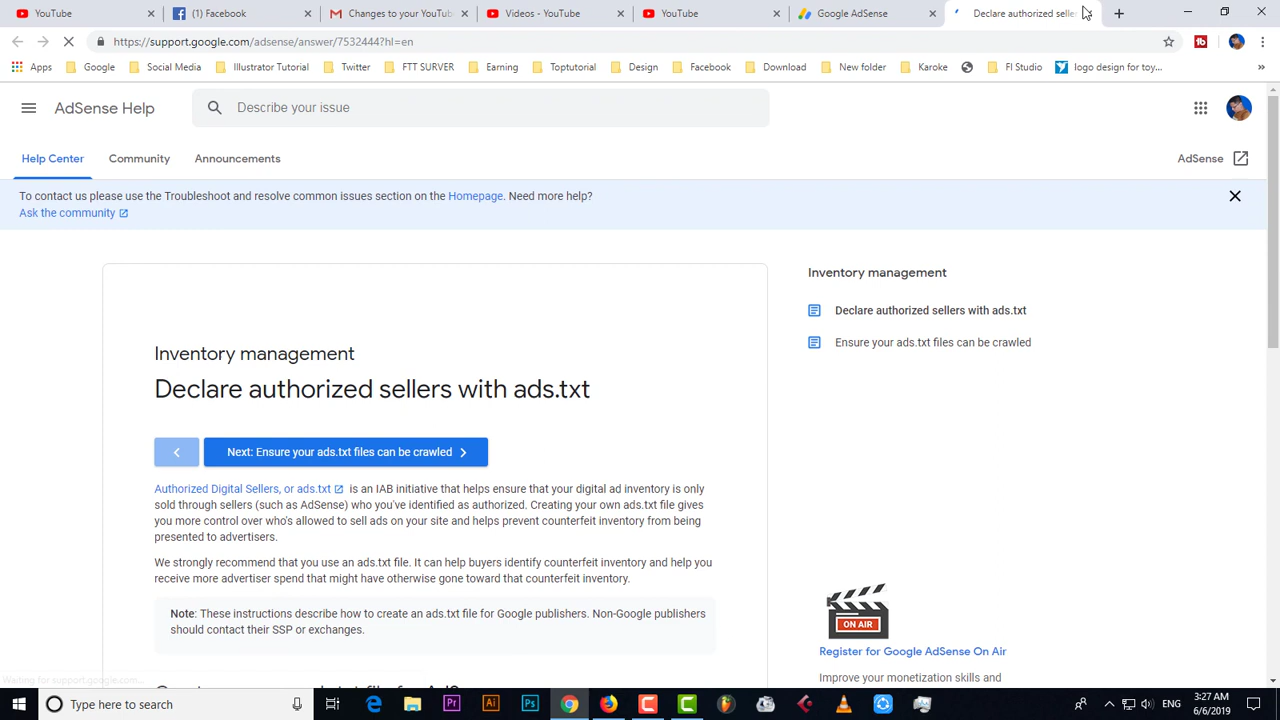 YouTube
(1) Facebook
Changes to your YouTub
Videos - YouTube
YouTube
Google AdSense
Declare authorized selle
https://support.google.com/adsense/answer/7532444?hl=en
Apps
Google
Social Media
Illustrator Tutorial
Twitter
FTT SURVER
Earning
Toptutorial
Design
Facebook
Download
New folder
Karoke
Fl Studio
logo design for toy...
AdSense Help
Describe your issue
Help Center
Community
Announcements
AdSense
To contact us please use the Troubleshoot and resolve common issues section on the Homepage. Need more help?
Ask the community
Inventory management
Declare authorized sellers with ads.txt
Next: Ensure your ads.txt files can be crawled
Authorized Digital Sellers, or ads.txt is an IAB initiative that helps ensure that your digital ad inventory is only
sold through sellers (such as AdSense) who you've identified as authorized. Creating your own ads.txt file gives
you more control over who's allowed to sell ads on your site and helps prevent counterfeit inventory from being
presented to advertisers.
We strongly recommend that you use an ads.txt file. It can help buyers identify counterfeit inventory and help you
receive more advertiser spend that might have otherwise gone toward that counterfeit inventory.
Note: These instructions describe how to create an ads.txt file for Google publishers. Non-Google publishers
should contact their SSP or exchanges.
Inventory management
Declare authorized sellers with ads.txt
Ensure your ads.txt files can be crawled
ON AIR
Register for Google AdSense On Air
Improve your monetization skills and
Waiting for support.google.com...
Type here to search
Pr
Ai
Ps
ENG
3:27 AM
6/6/2019